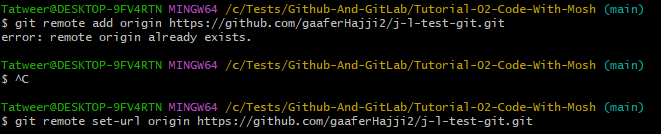 Tatweer@DESKTOP-9FV4RTN MINGW64 /c/Tests/Github-And-GitLab/Tutorial-02-Code-With-Mosh (main)
$ git remote add origin https://github.com/gaaferHajji2/j-l-test-git.git
error: remote origin already exists.
Tatweer@DESKTOP-9FV4RTN MINGW64 /c/Tests/Github-And-GitLab/Tutorial-02-Code-With-Mosh (main)
$ ^C
Tatweer@DESKTOP-9FV4RTN MINGW64 /c/Tests/Github-And-GitLab/Tutorial-02-Code-With-Mosh (main)
$ git remote set-url origin https://github.com/gaaferHajji2/j-l-test-git.git